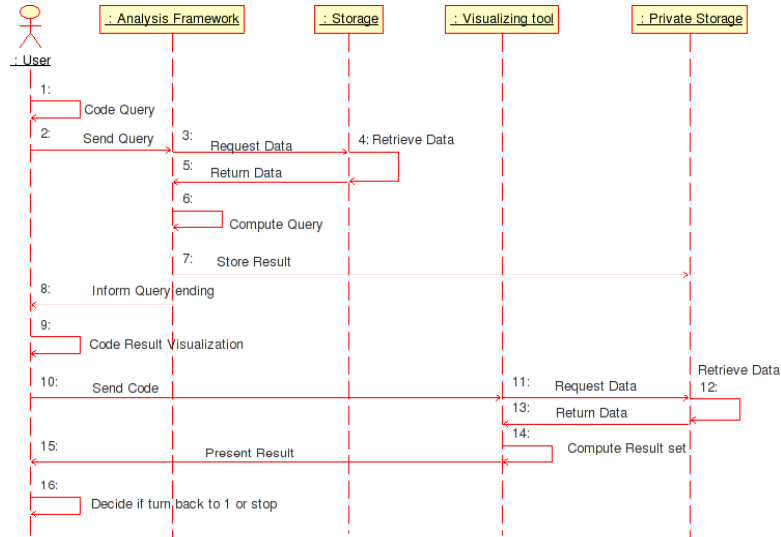 : Analysis Framework
: Storage
: Visualizing tool
: Private Storage
: User
1:
Code Query
2:
Send Query
3:
Request Data
4: Retrieve Data
5:
Return Data
6:
Compute Query
7:
Store Result
8:
Inform Query ending
9:
Code Result Visualization
10:
Send Code
11:
Request Data
Retrieve Data
12:
13:
Return Data
14:
Compute Result set
15:
Present Result
16:
Decide if turn back to 1 or stop